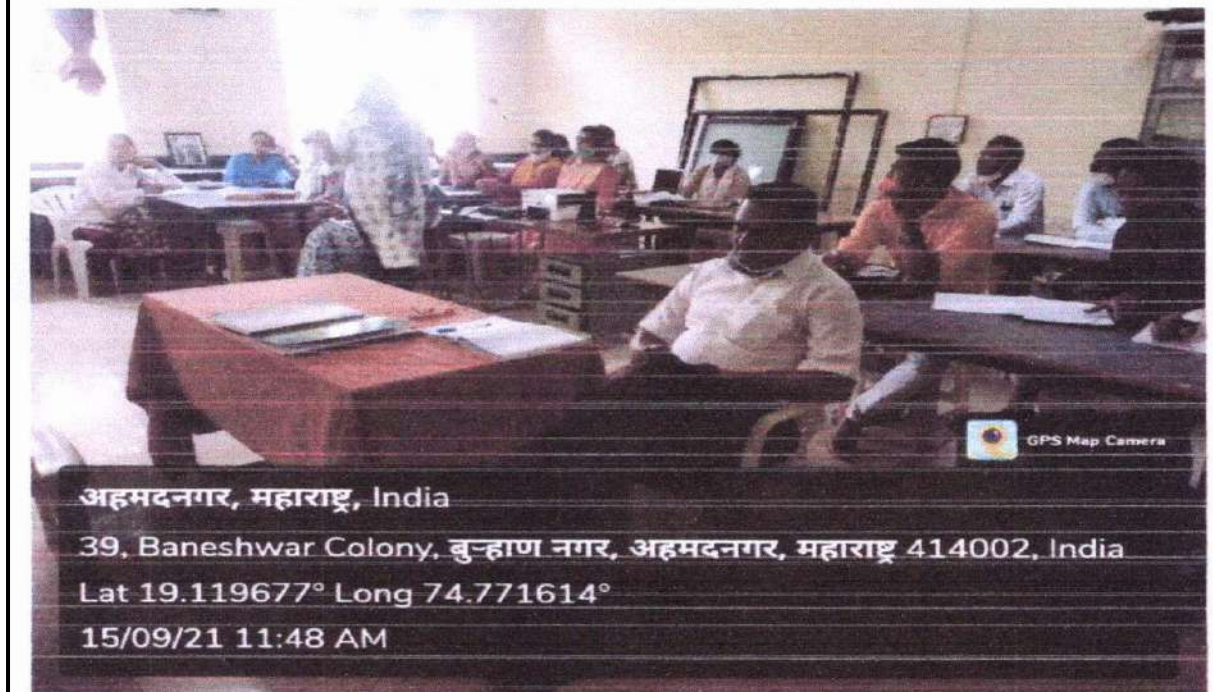 GPS Map Camera
अहमदनगर, महाराष्ट्र, India
39, Baneshwar Colony, बुऱ्हाण नगर, अहमदनगर, महाराष्ट्र 414002, India
Lat 19.119677° Long 74.771614°
15/09/21 11:48 AM